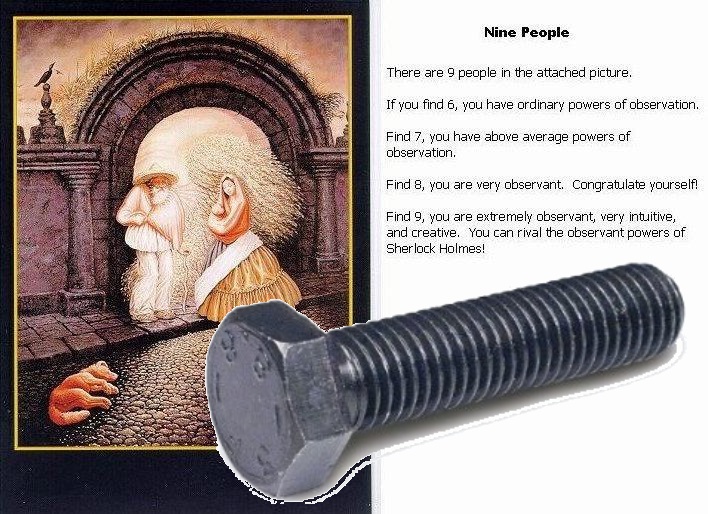 Nine People
There are 9 people in the attached picture.
If you find 6, you have ordinary powers of observation.
Find 7, you have above average powers of
observation.
Find 8, you are very observant.  Congratulate yourself!
Find 9, you are extremely observant, very intuitive,
and creative.  You can rival the observant powers of
Sherlock Holmes!